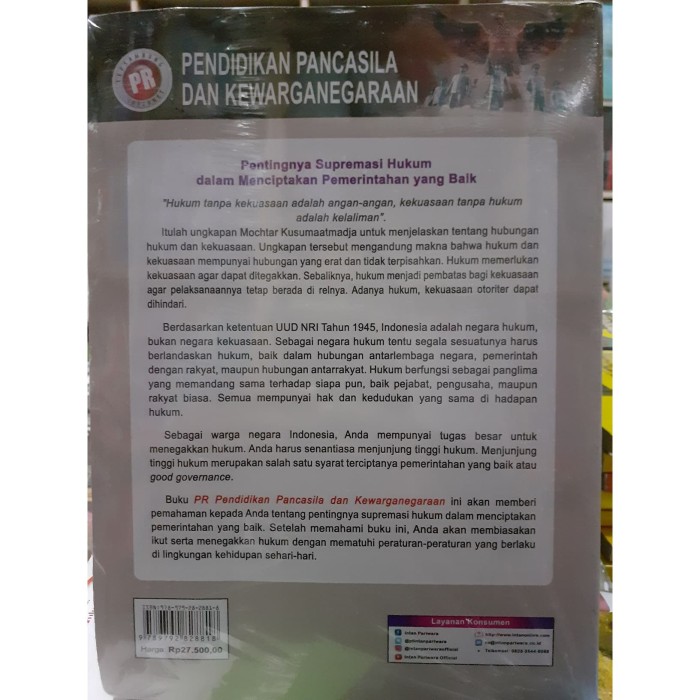 PR
PENDIDIKAN PANCASILA
DAN KEWARGANEGARAAN
Pentingnya Supremasi Hukum
dalam Menciptakan Pemerintahan yang Baik
"Hukum tanpa kekuasaan adalah angan-angan, kekuasaan tanpa hukum
adalah kelaliman".
Itulah ungkapan Mochtar Kusumaatmadja untuk menjelaskan tentang hubungan
hukum dan kekuasaan. Ungkapan tersebut mengandung makna bahwa hukum dan
kekuasaan mempunyai hubungan yang erat dan tidak terpisahkan. Hukum memerlukan
kekuasaan agar dapat ditegakkan. Sebaliknya, hukum menjadi pembatas bagi kekuasaan
agar pelaksanaannya tetap berada di relnya. Adanya hukum, kekuasaan otoriter dapat
dihindari.
Berdasarkan ketentuan UUD NRI Tahun 1945, Indonesia adalah negara hukum,
bukan negara kekuasaan. Sebagai negara hukum tentu segala sesuatunya harus
berlandaskan hukum, baik dalam hubungan antarlembaga negara, pemerintah
dengan rakyat, maupun hubungan antarrakyat. Hukum berfungsi sebagai panglima
yang memandang sama terhadap siapa pun, baik pejabat, pengusaha, maupun
rakyat biasa. Semua mempunyai hak dan kedudukan yang sama di hadapan
hukum.
Sebagai warga negara Indonesia, Anda mempunyai tugas besar untuk
menegakkan hukum. Anda harus senantiasa menjunjung tinggi hukum. Menjunjung
tinggi hukum merupakan salah satu syarat terciptanya pemerintahan yang baik atau
good governance.
Buku PR Pendidikan Pancasila dan Kewarganegaraan ini akan memberi
pemahaman kepada Anda tentang pentingnya supremasi hukum dalam menciptakan
pemerintahan yang baik. Setelah memahami buku ini, Anda akan membiasakan
ikut serta menegakkan hukum dengan mematuhi peraturan-peraturan yang berlaku
di lingkungan kehidupan sehari-hari.
Harga: Rp27.500,00
Layanan Konsumen
Intan Pariwara